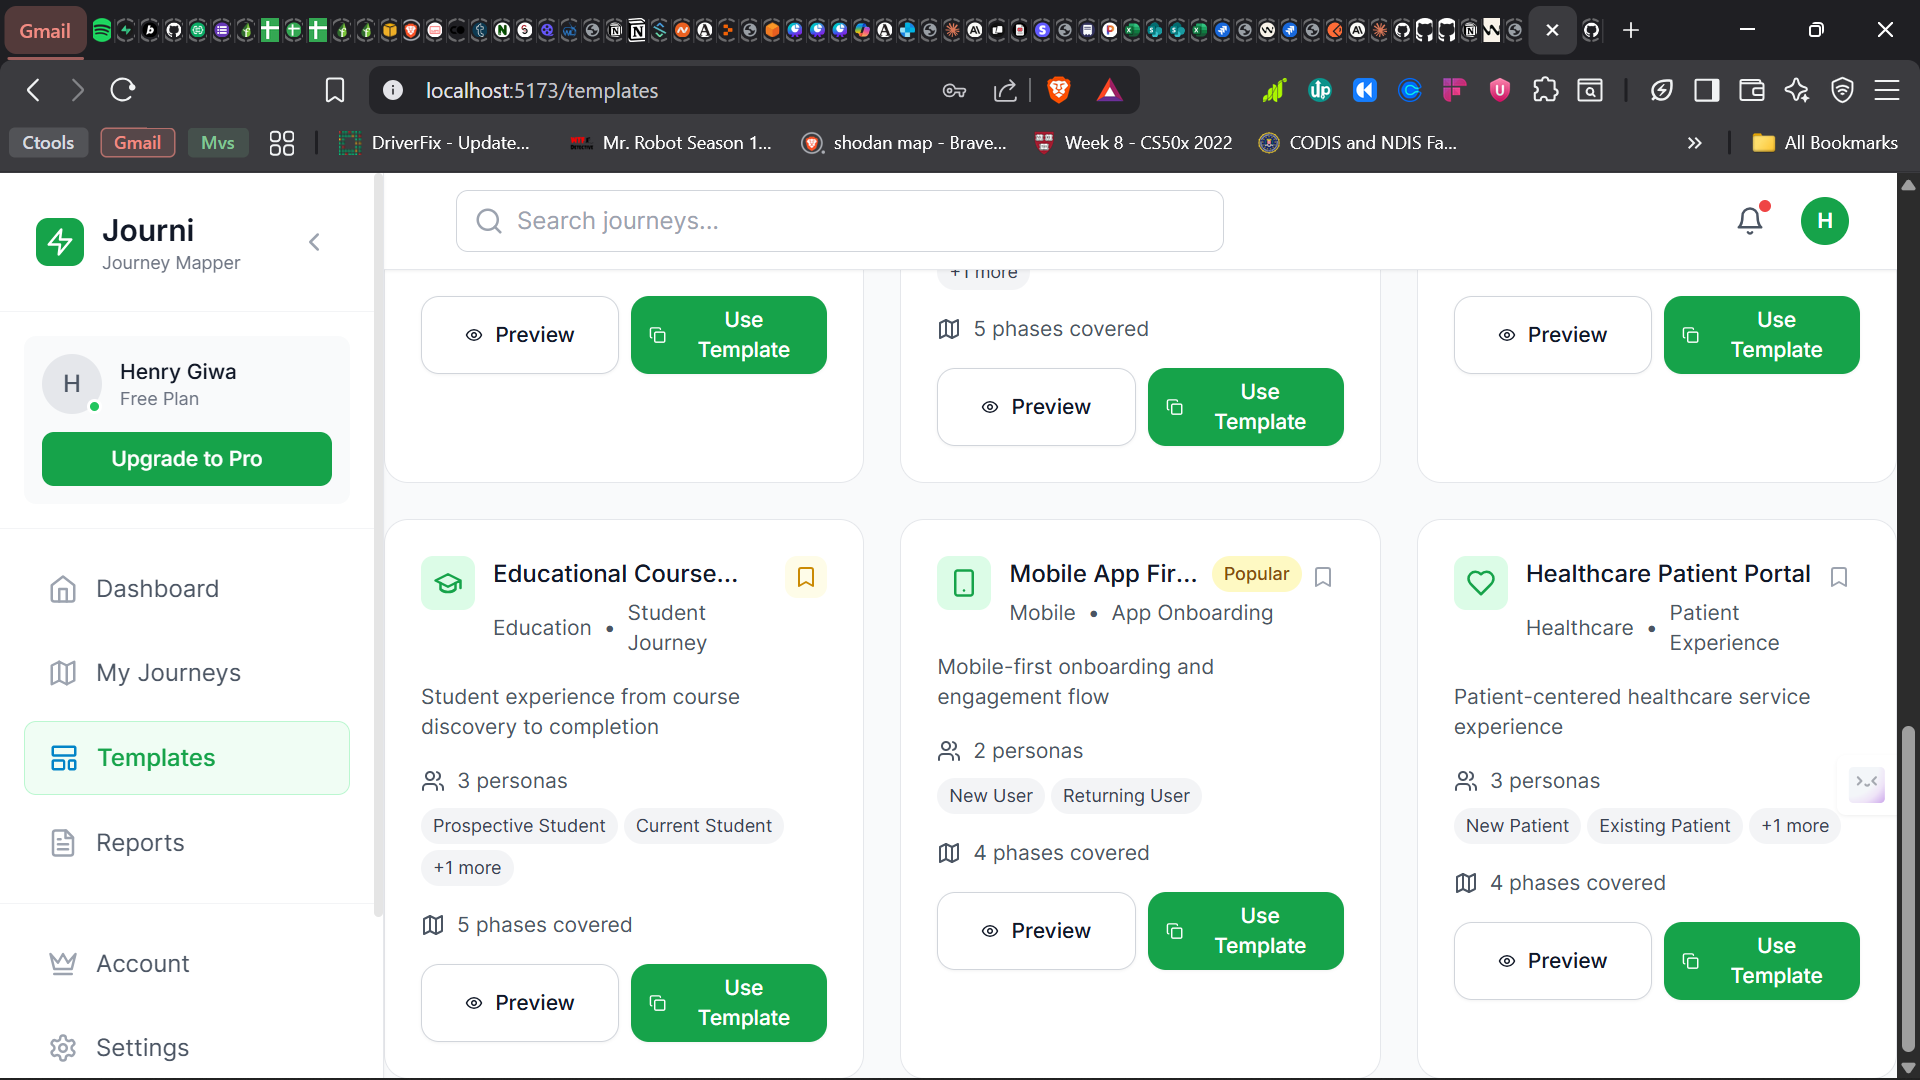 Gmail
localhost:5173/templates
Ctools
Gmail
Mvs
DriverFix - Update...
Mr. Robot Season 1...
shodan map - Brave...
Week 8 - CS50x 2022
CODIS and NDIS Fa...
»
All Bookmarks
Journi
Journey Mapper
Search journeys...
H
H
Henry Giwa
Free Plan
Upgrade to Pro
Dashboard
My Journeys
Templates
Reports
Account
Settings
Preview
Use
Template
+1 more
5 phases covered
Preview
Use
Template
Preview
Use
Template
Educational Course...
Education • Student
Journey
Student experience from course
discovery to completion
3 personas
Prospective Student
Current Student
+1 more
5 phases covered
Preview
Use
Template
Mobile App Fir...
Popular
Mobile • App Onboarding
Mobile-first onboarding and
engagement flow
2 personas
New User
Returning User
4 phases covered
Preview
Use
Template
Healthcare Patient Portal
Healthcare • Patient
Experience
Patient-centered healthcare service
experience
3 personas
New Patient
Existing Patient
+1 more
4 phases covered
Preview
Use
Template